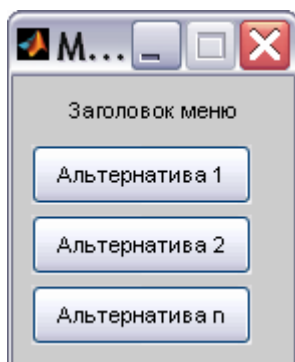 M...
Заголовок меню
Альтернатива 1
Альтернатива 2
Альтернатива n